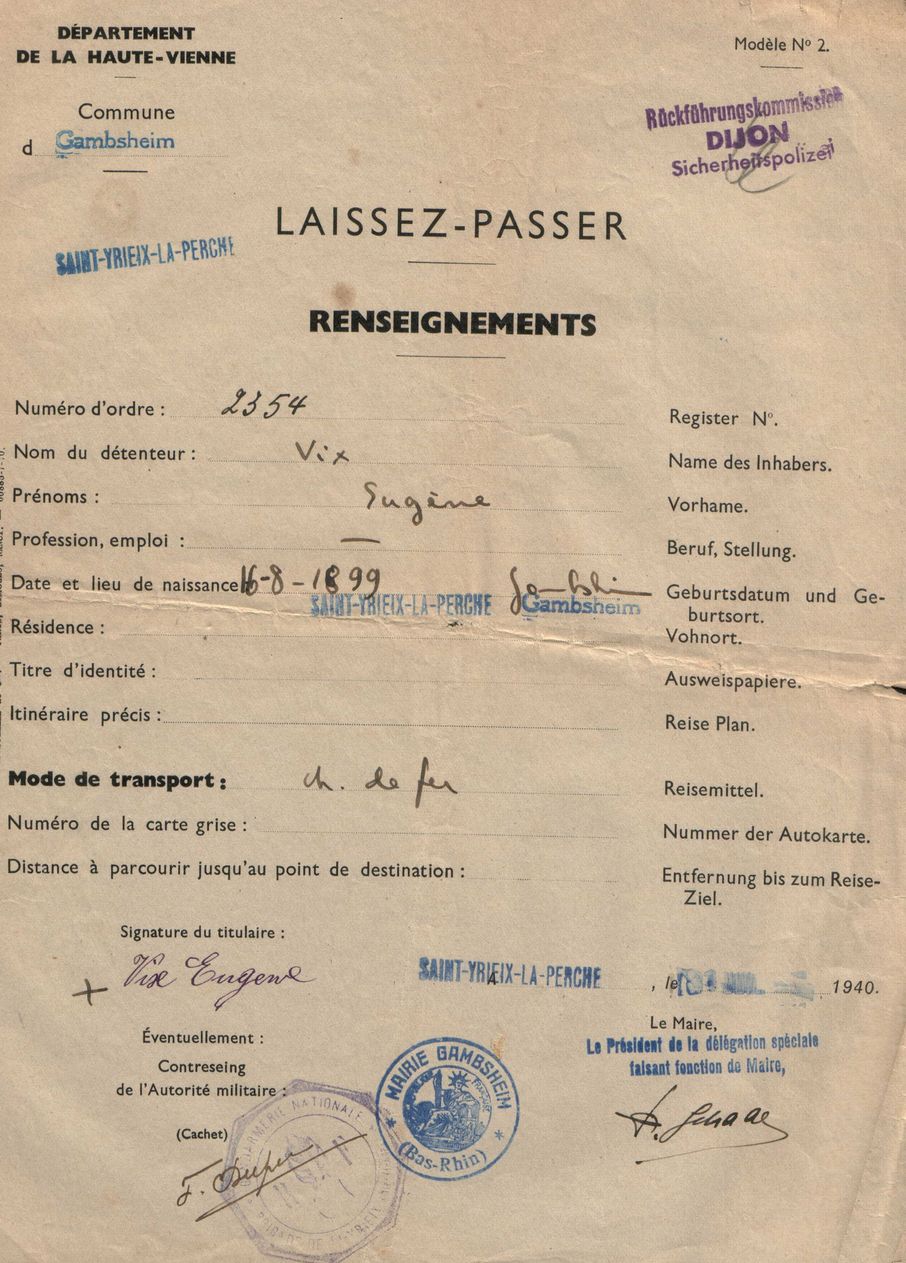 DÉPARTEMENT
DE LA HAUTE-VIENNE
Modèle Nº 2.
Commune
d Gambsheim
Rückführungskommission
DIJON
Sicherheitspolizei
LAISSEZ-PASSER
SAINT-YRIEIX-LA-PERCHE
RENSEIGNEMENTS
Numéro d'ordre : 2354 Register Nº.
Nom du détenteur : Vix Name des Inhabers.
Prénoms : Eugène Vorhame.
Profession, emploi : — Beruf, Stellung.
Date et lieu de naissance 16-8-1899 Gambsheim Geburtsdatum und Ge-
burtsort.
SAINT-YRIEIX-LA-PERCHE Gambsheim
Résidence : Vohnort.
Titre d'identité : Ausweispapiere.
Itinéraire précis : Reise Plan.
Mode de transport : ch. de fer Reisemittel.
Numéro de la carte grise : Nummer der Autokarte.
Distance à parcourir jusqu'au point de destination : Entfernung bis zum Reise-
Ziel.
Signature du titulaire :
+ Vix Eugene
SAINT-YRIEIX-LA-PERCHE , le 1940.
Le Maire,
Le Président de la délégation spéciale
faisant fonction de Maire,
Éventuellement :
Contreseing
de l'Autorité militaire :
(Cachet)
MAIRIE GAMBSHEIM
(Bas-Rhin)
GENDARMERIE NATIONALE